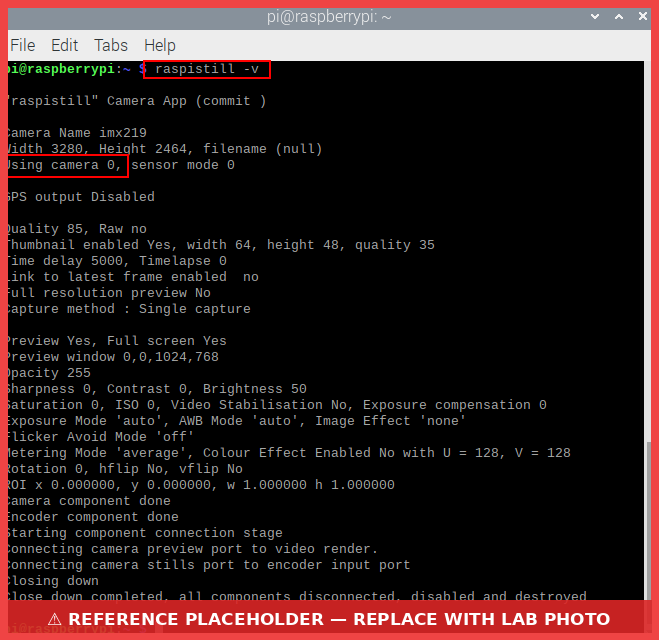 pi@raspberrypi: ~
File Edit Tabs Help
pi@raspberrypi:~ $ raspistill -v
"raspistill" Camera App (commit )
Camera Name imx219
Width 3280, Height 2464, filename (null)
Using camera 0, sensor mode 0
GPS output Disabled
Quality 85, Raw no
Thumbnail enabled Yes, width 64, height 48, quality 35
Time delay 5000, Timelapse 0
Link to latest frame enabled  no
Full resolution preview No
Capture method : Single capture
Preview Yes, Full screen Yes
Preview window 0,0,1024,768
Opacity 255
Sharpness 0, Contrast 0, Brightness 50
Saturation 0, ISO 0, Video Stabilisation No, Exposure compensation 0
Exposure Mode 'auto', AWB Mode 'auto', Image Effect 'none'
Flicker Avoid Mode 'off'
Metering Mode 'average', Colour Effect Enabled No with U = 128, V = 128
Rotation 0, hflip No, vflip No
ROI x 0.000000, y 0.000000, w 1.000000 h 1.000000
Camera component done
Encoder component done
Starting component connection stage
Connecting camera preview port to video render.
Connecting camera stills port to encoder input port
Closing down
Close down completed, all components disconnected, disabled and destroyed
⚠ REFERENCE PLACEHOLDER — REPLACE WITH LAB PHOTO
pi@raspberrypi:~ $